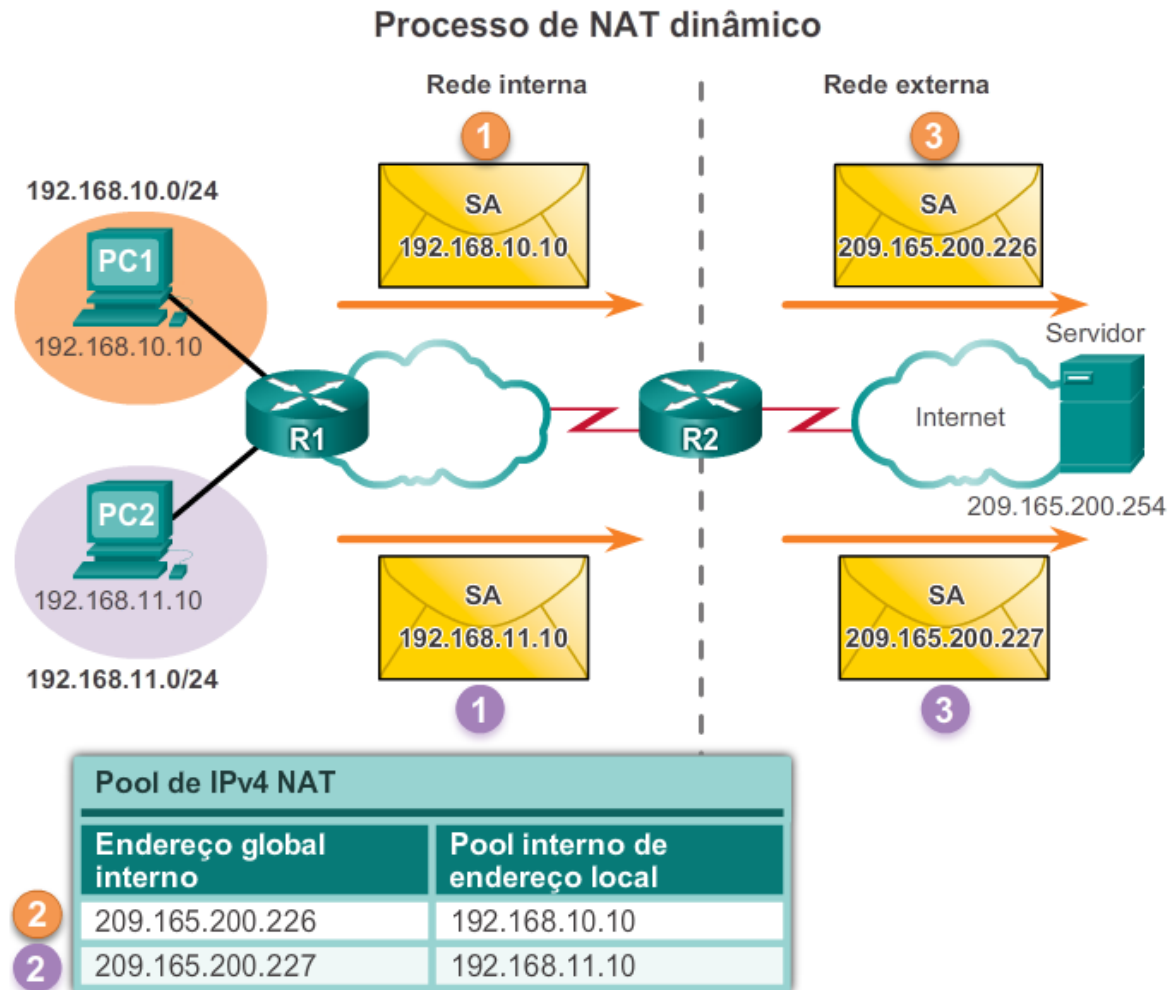 Processo de NAT dinâmico
Rede interna
Rede externa
1
3
192.168.10.0/24
SA
192.168.10.10
SA
209.165.200.226
PC1
192.168.10.10
Servidor
R1
R2
Internet
209.165.200.254
PC2
192.168.11.10
192.168.11.0/24
SA
192.168.11.10
SA
209.165.200.227
1
3
Pool de IPv4 NAT
Endereço global
interno
Pool interno de
endereço local
2
209.165.200.226
192.168.10.10
2
209.165.200.227
192.168.11.10